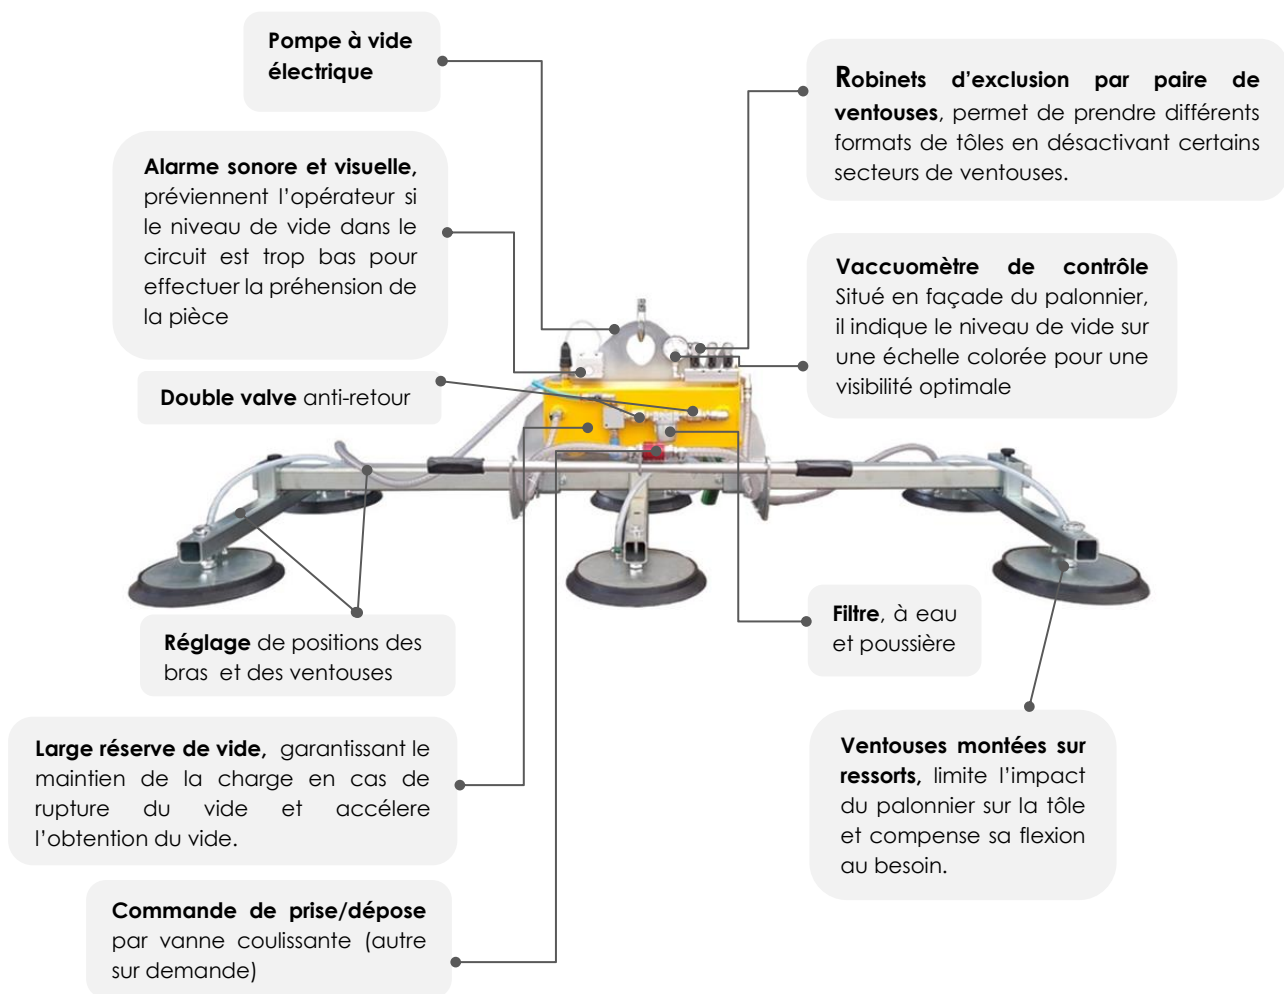 Pompe à vide
électrique
Robinets d'exclusion par paire de
ventouses, permet de prendre différents
formats de tôles en désactivant certains
secteurs de ventouses.
Alarme sonore et visuelle,
préviennent l'opérateur si
le niveau de vide dans le
circuit est trop bas pour
effectuer la préhension de
la pièce
Vaccuomètre de contrôle
Situé en façade du palonnier,
il indique le niveau de vide sur
une échelle colorée pour une
visibilité optimale
Double valve anti-retour
Réglage de positions des
bras et des ventouses
Filtre, à eau
et poussière
Large réserve de vide, garantissant le
maintien de la charge en cas de
rupture du vide et accélere
l'obtention du vide.
Ventouses montées sur
ressorts, limite l'impact
du palonnier sur la tôle
et compense sa flexion
au besoin.
Commande de prise/dépose
par vanne coulissante (autre
sur demande)